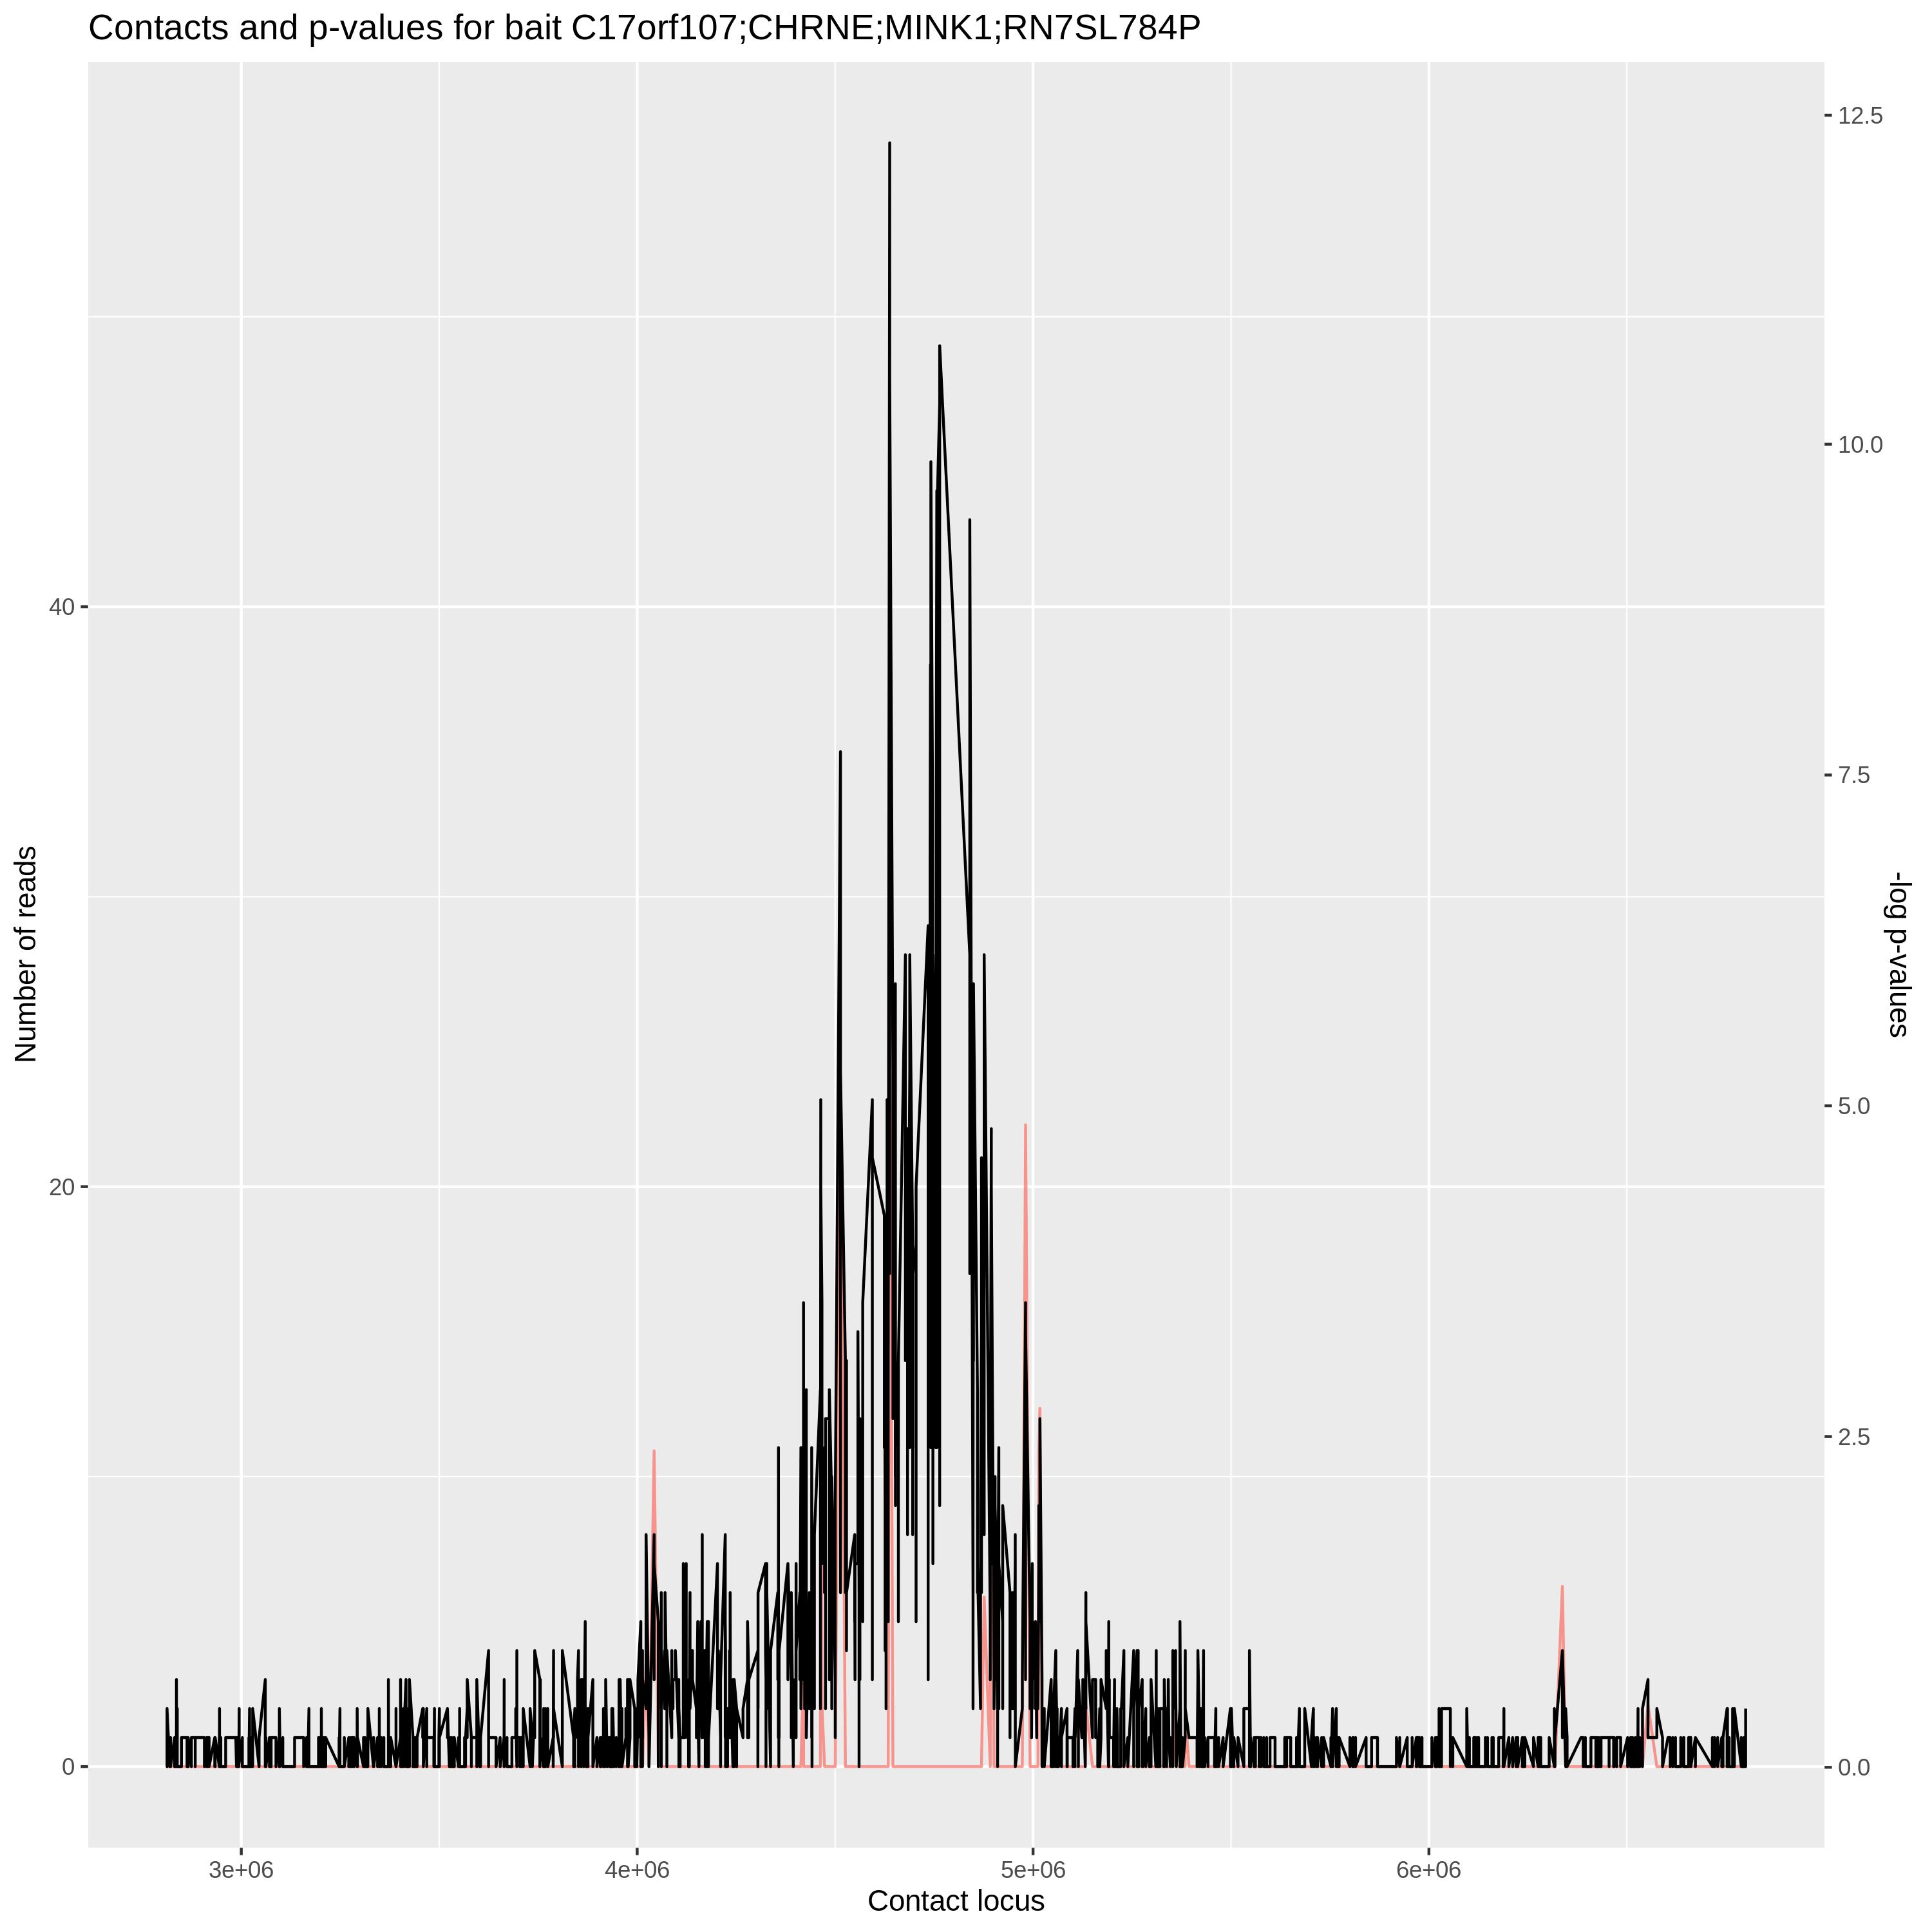 Contacts and p-values for bait C17orf107;CHRNE;MINK1;RN7SL784P
Number of reads
40
20
0
12.5
10.0
7.5
5.0
2.5
0.0
-log p-values
3e+06
4e+06
5e+06
6e+06
Contact locus